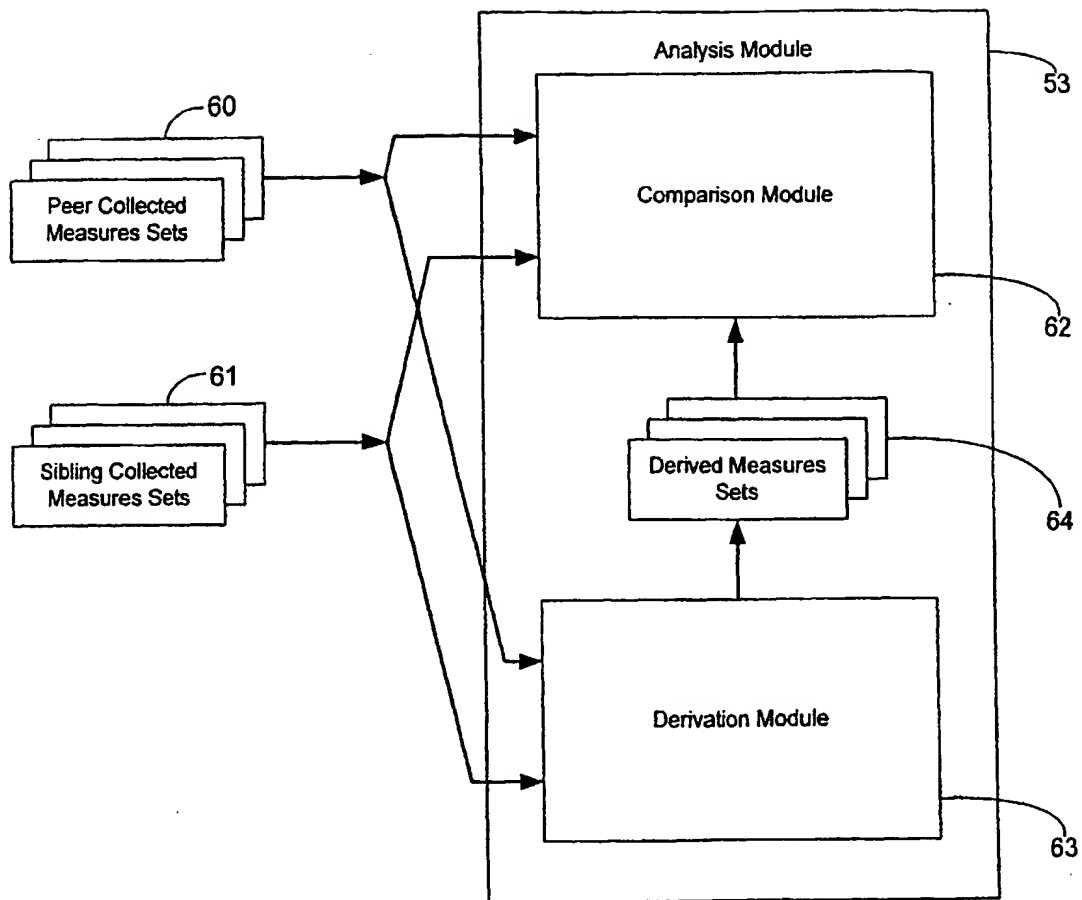 Analysis Module
53
60
Peer Collected
Measures Sets
Comparison Module
62
61
Sibling Collected
Measures Sets
Derived Measures
Sets
64
Derivation Module
63